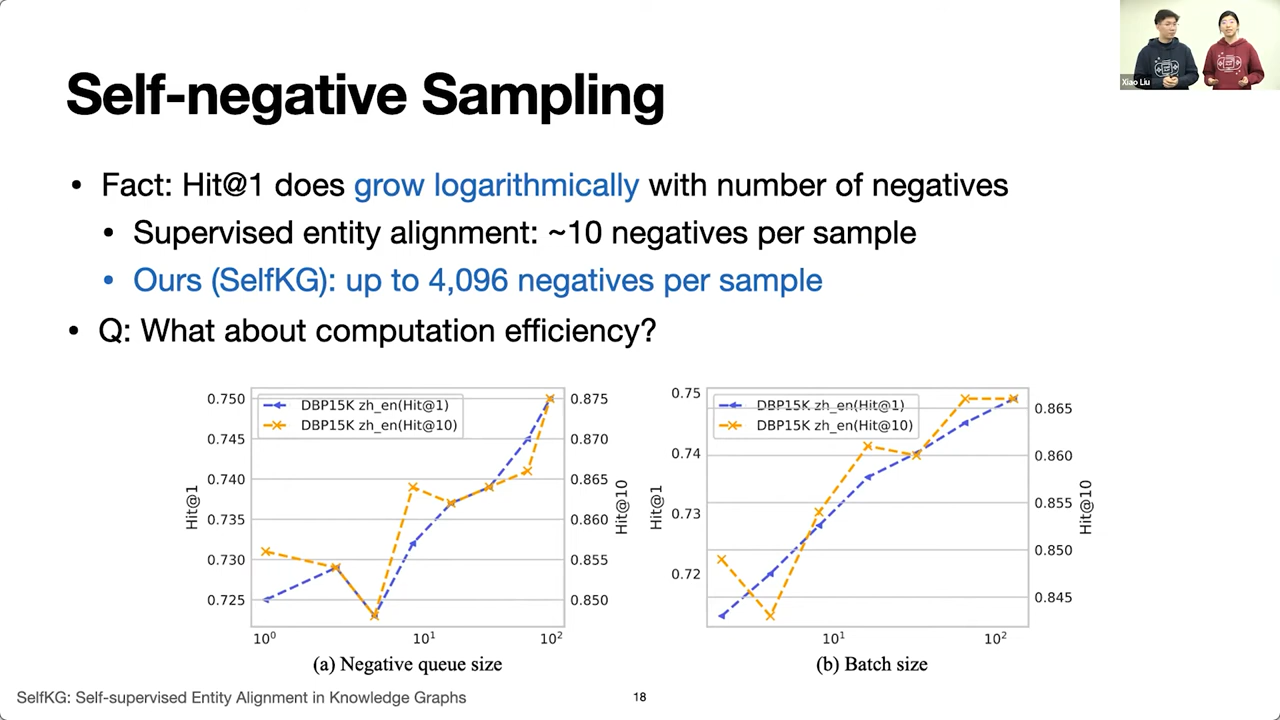 Xiao Liu
Self-negative Sampling
• Fact: Hit@1 does grow logarithmically with number of negatives
• Supervised entity alignment: ~10 negatives per sample
• Ours (SelfKG): up to 4,096 negatives per sample
• Q: What about computation efficiency?
DBP15K zh_en(Hit@1)
DBP15K zh_en(Hit@10)
0.750
0.745
0.740
0.735
0.730
0.725
Hit@1
0.875
0.870
0.865
0.860
0.855
0.850
Hit@10
10⁰ 10¹ 10²
(a) Negative queue size
DBP15K zh_en(Hit@1)
DBP15K zh_en(Hit@10)
0.75
0.74
0.73
0.72
Hit@1
0.865
0.860
0.855
0.850
0.845
Hit@10
10¹ 10²
(b) Batch size
SelfKG: Self-supervised Entity Alignment in Knowledge Graphs
18